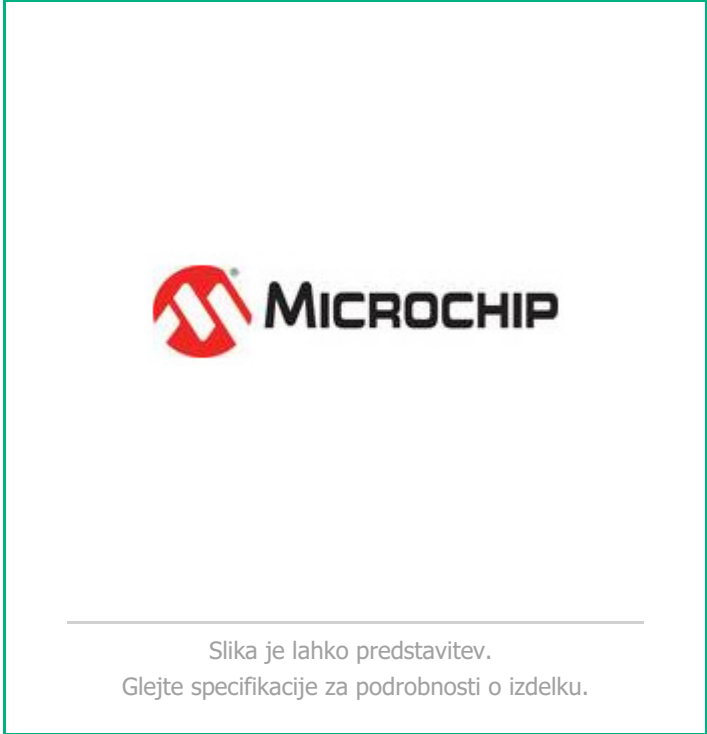 MICROCHIP
Slika je lahko predstavitev.
Glejte specifikacije za podrobnosti o izdelku.